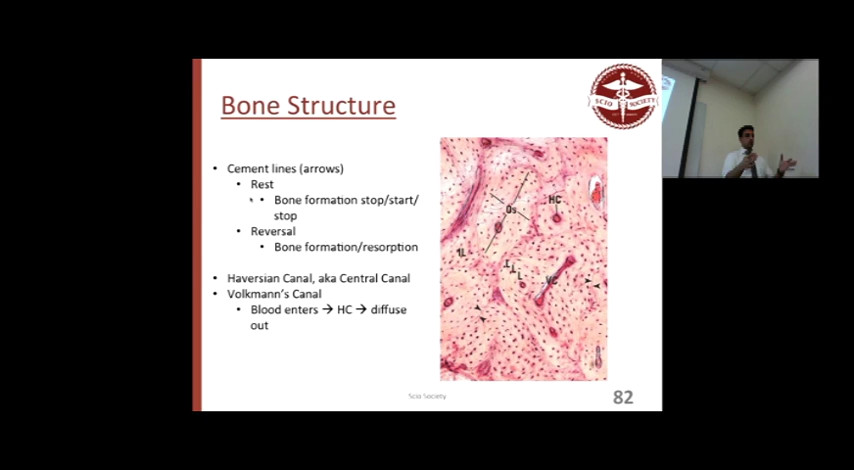 Bone Structure
SCIO SOCIETY
• Cement lines (arrows)
• Rest
• Bone formation stop/start/
stop
• Reversal
• Bone formation/resorption
• Haversian Canal, aka Central Canal
• Volkmann's Canal
• Blood enters → HC → diffuse
out
Os
HC
IL
VC
Scio Society
82